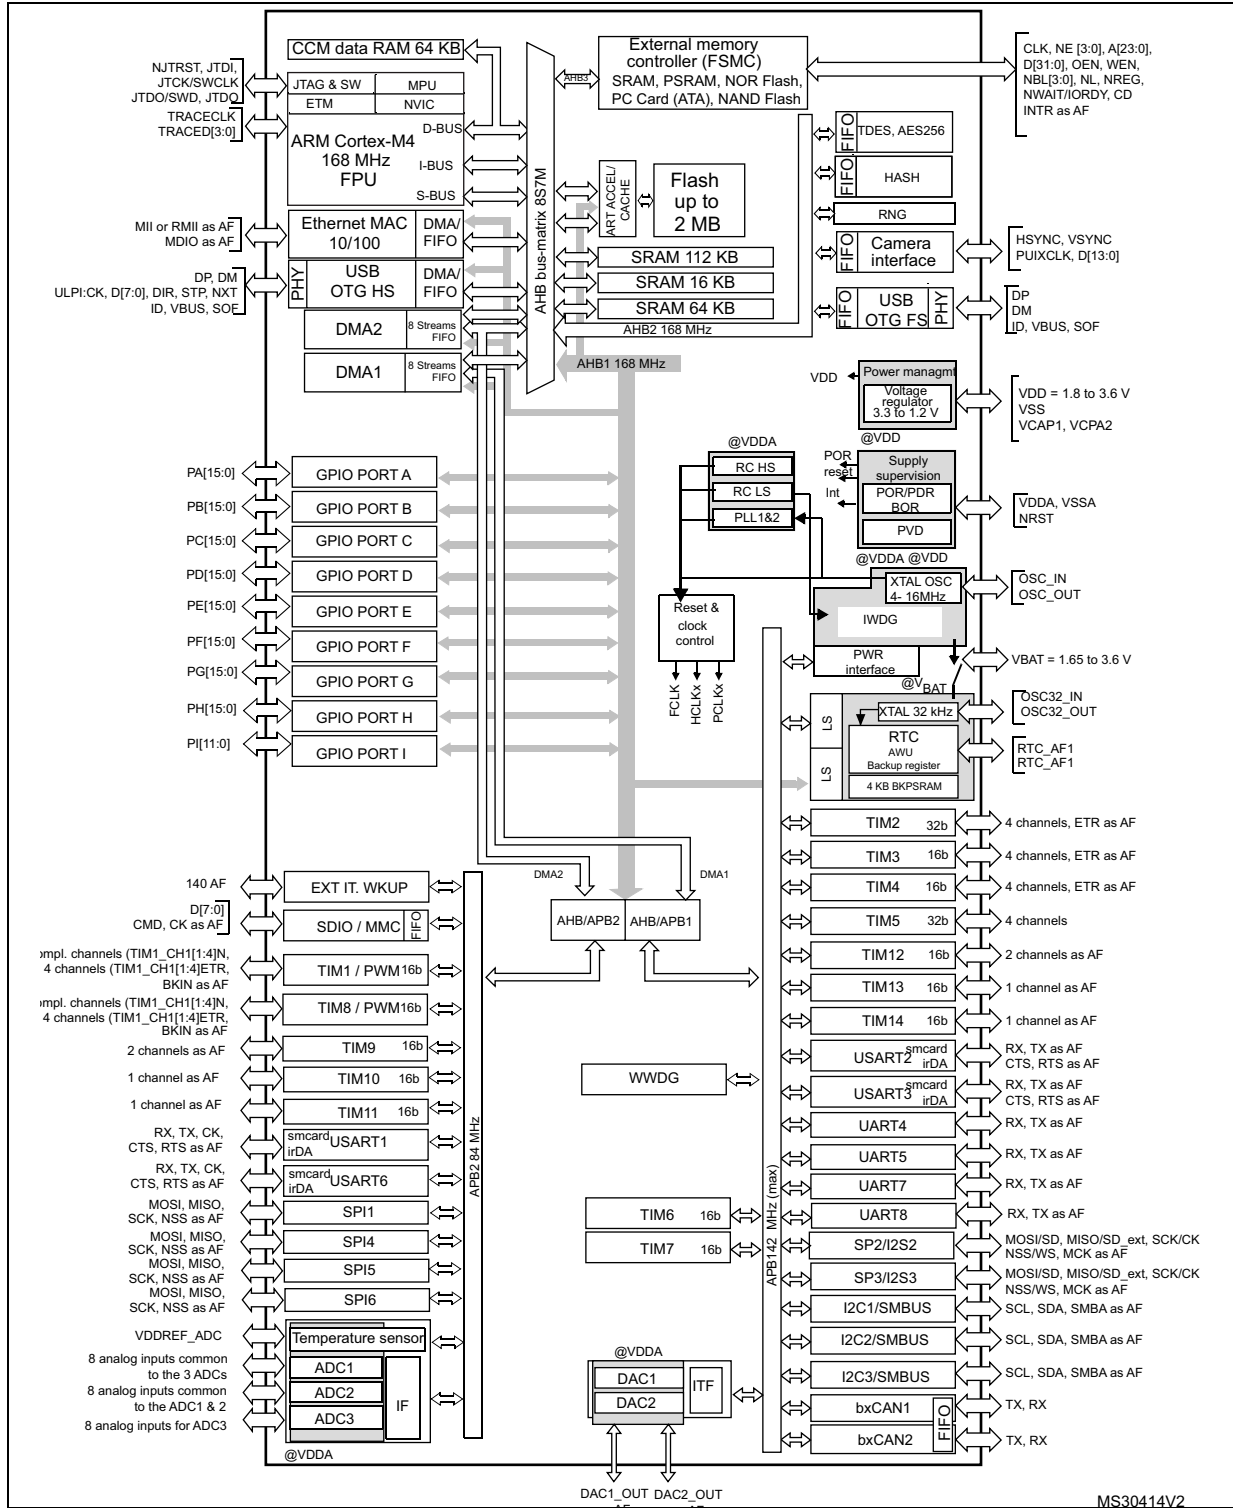 CCM data RAM 64 KB
External memory
controller (FSMC)
SRAM, PSRAM, NOR Flash,
PC Card (ATA), NAND Flash
AHB3
CLK, NE [3:0], A[23:0],
D[31:0], OEN, WEN,
NBL[3:0], NL, NREG,
NWAIT/IORDY, CD
INTR as AF
NJTRST, JTDI,
JTCK/SWCLK
JTDO/SWD, JTDO
JTAG & SW
MPU
ETM
NVIC
TRACECLK
TRACED[3:0]
ARM Cortex-M4
168 MHz
FPU
D-BUS
I-BUS
S-BUS
AHB bus-matrix 8S7M
ART ACCEL/
CACHE
Flash
up to
2 MB
FIFO
TDES, AES256
FIFO
HASH
RNG
FIFO
Camera
interface
HSYNC, VSYNC
PUIXCLK, D[13:0]
FIFO
USB
OTG FS
PHY
DP
DM
ID, VBUS, SOF
MII or RMII as AF
MDIO as AF
Ethernet MAC
10/100
DMA/
FIFO
DP, DM
ULPI:CK, D[7:0], DIR, STP, NXT
ID, VBUS, SOF
PHY
USB
OTG HS
DMA/
FIFO
SRAM 112 KB
SRAM 16 KB
SRAM 64 KB
AHB2 168 MHz
DMA2
8 Streams
FIFO
DMA1
8 Streams
FIFO
AHB1 168 MHz
VDD
Power managmt
Voltage
regulator
3.3 to 1.2 V
@VDD
VDD = 1.8 to 3.6 V
VSS
VCAP1, VCPA2
@VDDA
RC HS
RC LS
PLL1&2
POR
reset
Int
Supply
supervision
POR/PDR
BOR
PVD
VDDA, VSSA
NRST
@VDDA @VDD
XTAL OSC
4- 16MHz
OSC_IN
OSC_OUT
IWDG
Reset &
clock
control
FCLK
HCLKx
PCLKx
PWR
interface
VBAT = 1.65 to 3.6 V
@VBAT
LS
LS
XTAL 32 kHz
OSC32_IN
OSC32_OUT
RTC
AWU
Backup register
RTC_AF1
RTC_AF1
4 KB BKPSRAM
PA[15:0]
GPIO PORT A
PB[15:0]
GPIO PORT B
PC[15:0]
GPIO PORT C
PD[15:0]
GPIO PORT D
PE[15:0]
GPIO PORT E
PF[15:0]
GPIO PORT F
PG[15:0]
GPIO PORT G
PH[15:0]
GPIO PORT H
PI[11:0]
GPIO PORT I
DMA2
DMA1
AHB/APB2
AHB/APB1
140 AF
EXT IT. WKUP
D[7:0]
CMD, CK as AF
SDIO / MMC
FIFO
ompl. channels (TIM1_CH1[1:4]N,
4 channels (TIM1_CH1[1:4]ETR,
BKIN as AF
TIM1 / PWM 16b
ompl. channels (TIM1_CH1[1:4]N,
4 channels (TIM1_CH1[1:4]ETR,
BKIN as AF
TIM8 / PWM 16b
2 channels as AF
TIM9 16b
1 channel as AF
TIM10 16b
1 channel as AF
TIM11 16b
RX, TX, CK,
CTS, RTS as AF
smcard
irDA
USART1
RX, TX, CK,
CTS, RTS as AF
smcard
irDA
USART6
MOSI, MISO,
SCK, NSS as AF
SPI1
MOSI, MISO,
SCK, NSS as AF
SPI4
MOSI, MISO,
SCK, NSS as AF
SPI5
MOSI, MISO,
SCK, NSS as AF
SPI6
APB2 84 MHz
VDDREF_ADC
Temperature sensor
8 analog inputs common
to the 3 ADCs
ADC1
8 analog inputs common
to the ADC1 & 2
ADC2
8 analog inputs for ADC3
ADC3
IF
@VDDA
WWDG
TIM6 16b
TIM7 16b
@VDDA
DAC1
DAC2
ITF
DAC1_OUT DAC2_OUT
APB142 MHz (max)
TIM2 32b
4 channels, ETR as AF
TIM3 16b
4 channels, ETR as AF
TIM4 16b
4 channels, ETR as AF
TIM5 32b
4 channels
TIM12 16b
2 channels as AF
TIM13 16b
1 channel as AF
TIM14 16b
1 channel as AF
USART2
smcard
irDA
RX, TX as AF
CTS, RTS as AF
USART3
smcard
irDA
RX, TX as AF
CTS, RTS as AF
UART4
RX, TX as AF
UART5
RX, TX as AF
UART7
RX, TX as AF
UART8
RX, TX as AF
SP2/I2S2
MOSI/SD, MISO/SD_ext, SCK/CK
NSS/WS, MCK as AF
SP3/I2S3
MOSI/SD, MISO/SD_ext, SCK/CK
NSS/WS, MCK as AF
I2C1/SMBUS
SCL, SDA, SMBA as AF
I2C2/SMBUS
SCL, SDA, SMBA as AF
I2C3/SMBUS
SCL, SDA, SMBA as AF
bxCAN1
TX, RX
FIFO
bxCAN2
TX, RX
MS30414V2